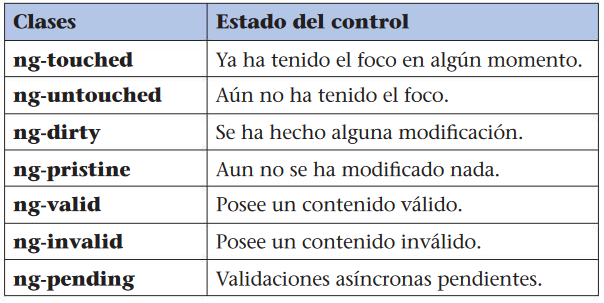 Clases Estado del control
ng-touched Ya ha tenido el foco en algún momento.
ng-untouched Aún no ha tenido el foco.
ng-dirty Se ha hecho alguna modificación.
ng-pristine Aun no se ha modificado nada.
ng-valid Posee un contenido válido.
ng-invalid Posee un contenido inválido.
ng-pending Validaciones asíncronas pendientes.